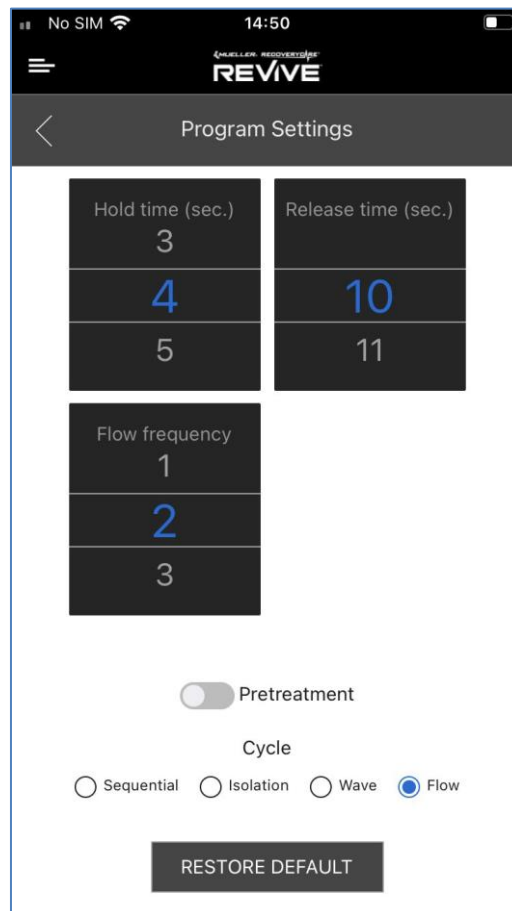 No SIM 14:50
MUELLER RECOVERYCARE
REVIVE
Program Settings
Hold time (sec.) Release time (sec.)
3
4 10
5 11
Flow frequency
1
2
3
Pretreatment
Cycle
Sequential Isolation Wave Flow
RESTORE DEFAULT